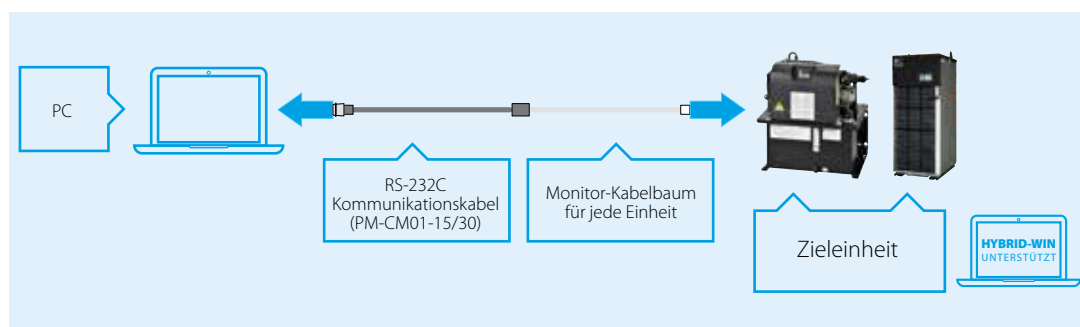 PC
RS-232C
Kommunikationskabel
(PM-CM01-15/30)
Monitor-Kabelbaum
für jede Einheit
Zieleinheit
HYBRID-WIN
UNTERSTÜTZT